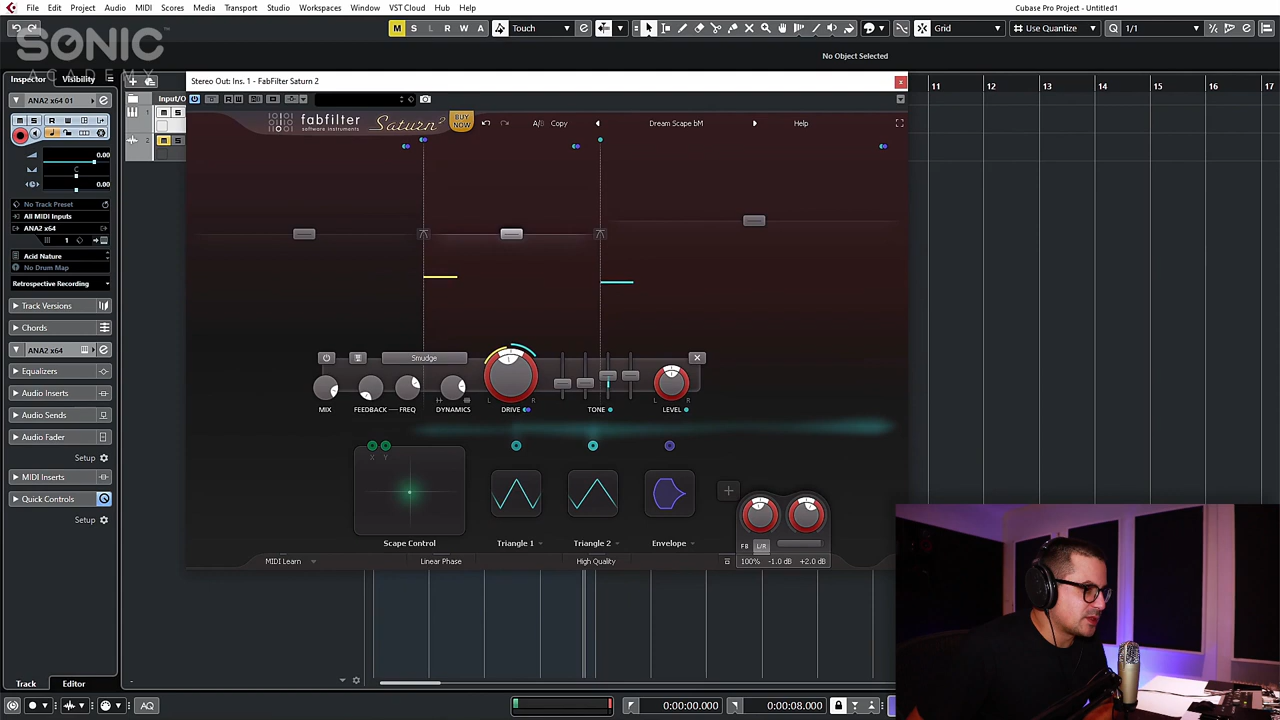 File Edit Project Audio MIDI Scores Media Transport Studio Workspaces VST Cloud Hub Help
Cubase Pro Project - Untitled1
M S L R W A Touch Grid Use Quantize Q 1/1
SONIC
ACADEMY
No Object Selected
Inspector Visibility
Stereo Out: Ins. 1 - FabFilter Saturn 2
11 12 13 14 15 16 17
ANA2 x64 01
Input/O
M S
R W
1 M S
2 M S
fabfilter
software instruments
Saturn 2
BUY NOW
A/B Copy
Dream Scape bM
Help
0.00
C
0.00
No Track Preset
All MIDI Inputs
ANA2 x64
1
Acid Nature
No Drum Map
Retrospective Recording
Track Versions
Chords
ANA2 x64
Equalizers
Audio Inserts
Audio Sends
Audio Fader
Setup
MIDI Inserts
Quick Controls
Setup
Smudge
L R
L R
MIX FEEDBACK FREQ DYNAMICS DRIVE TONE LEVEL
X Y
Scape Control Triangle 1 Triangle 2 Envelope
FB L/R
MIDI Learn Linear Phase High Quality 100% -1.0 dB +2.0 dB
Track Editor
AQ
0:00:00.000 0:00:08.000